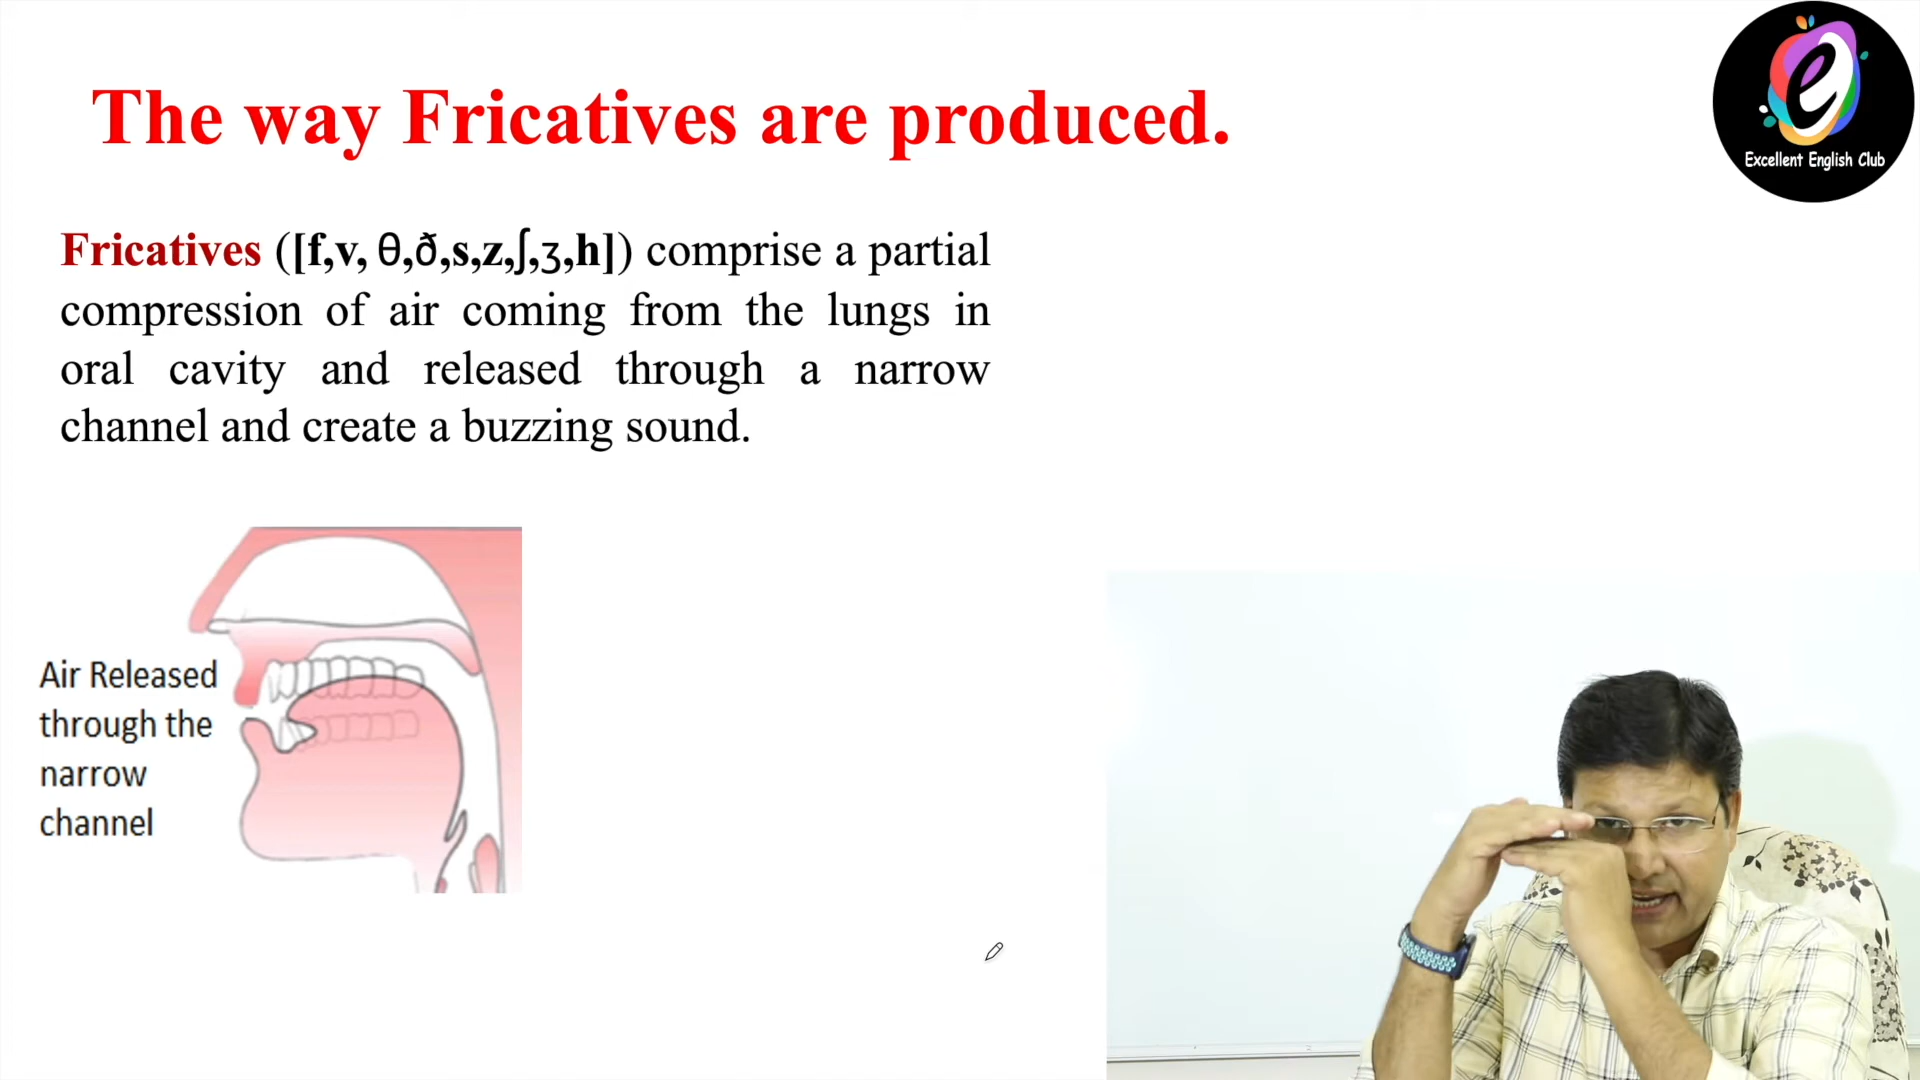 The way Fricatives are produced.
Excellent English Club
Fricatives ([f,v, θ,ð,s,z,ʃ,ʒ,h]) comprise a partial
compression of air coming from the lungs in
oral cavity and released through a narrow
channel and create a buzzing sound.
Air Released
through the
narrow
channel